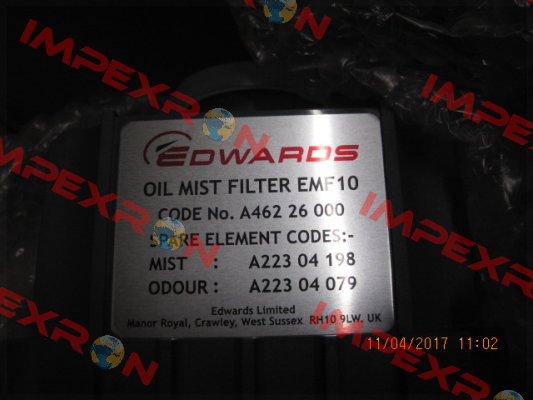 IMPEXRON
EDWARDS
OIL MIST FILTER EMF10
CODE No. A462 26 000
SPARE ELEMENT CODES:-
MIST : A223 04 198
ODOUR : A223 04 079
Edwards Limited
Manor Royal, Crawley, West Sussex RH10 9LW. UK
11/04/2017 11:02